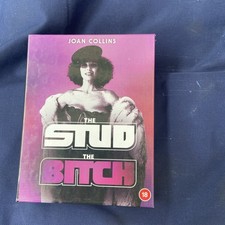 JOAN COLLINS
THE
STUD
THE
BITCH
18